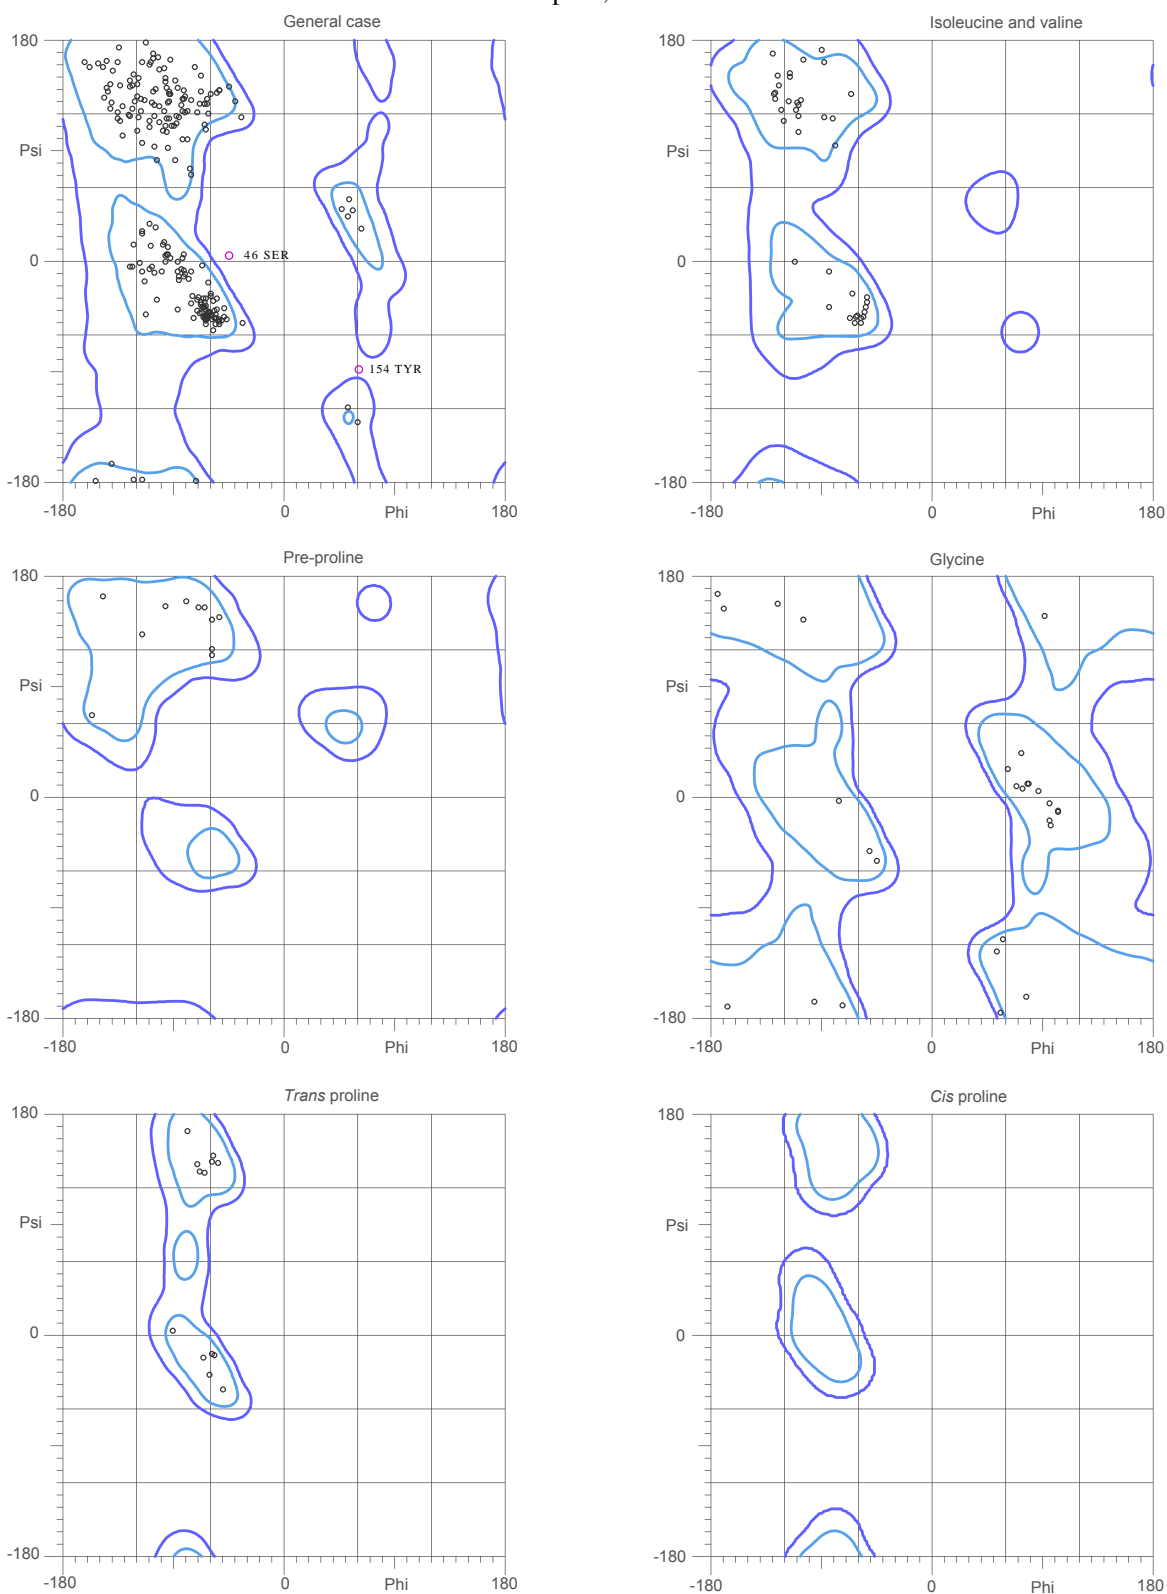 General case
Isoleucine and valine
180
180
Psi
Psi
0
0
46 SER
154 TYR
-180
-180
-180
0
Phi
180
-180
0
Phi
180
Pre-proline
Glycine
180
180
Psi
Psi
0
0
-180
-180
-180
0
Phi
180
-180
0
Phi
180
Trans proline
Cis proline
180
180
Psi
Psi
0
0
-180
-180
-180
0
Phi
180
-180
0
Phi
180